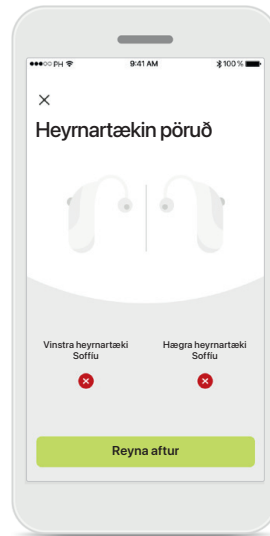 ●●●○○ PH 9:41 AM 100 %
Heyrnartækin pöruð
Vinstra heyrnartæki Hægra heyrnartæki
Soffíu Soffíu
Reyna aftur